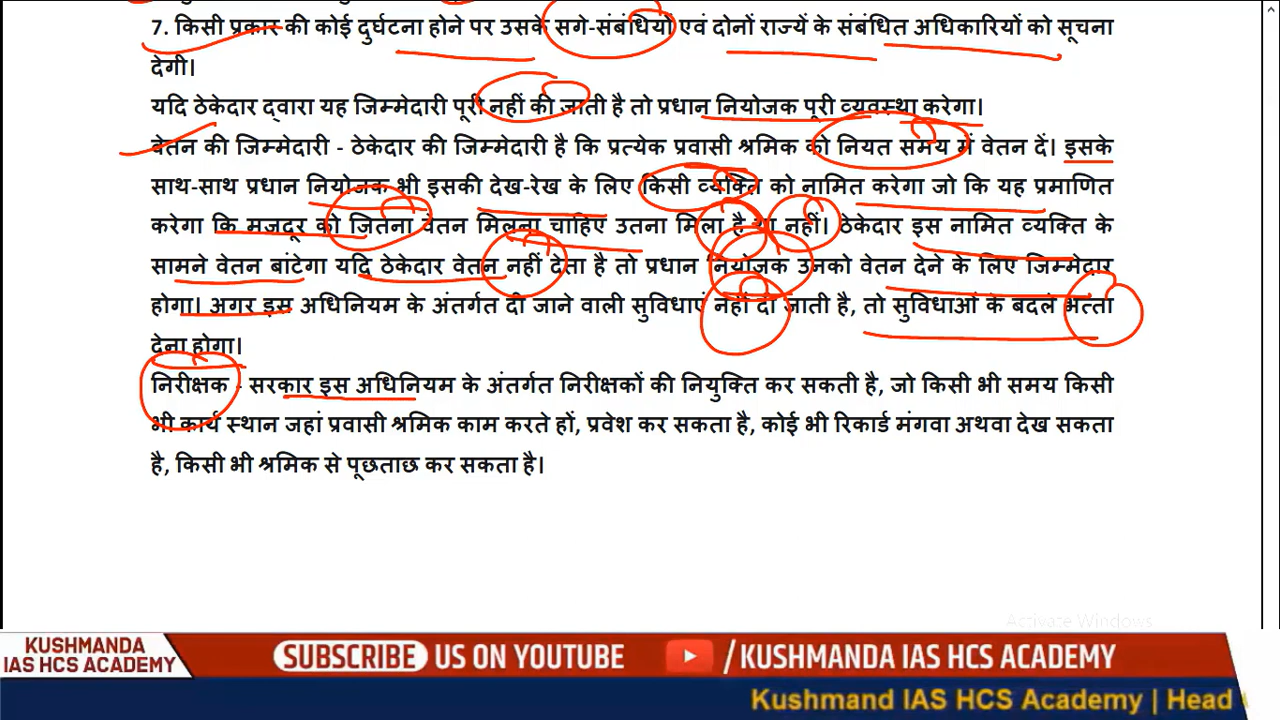 7. किसी प्रकार की कोई दुर्घटना होने पर उसके सगे-संबंधियों एवं दोनों राज्यें के संबंधित अधिकारियों को सूचना
देगी।
यदि ठेकेदार द्वारा यह जिम्मेदारी पूरी नहीं की जाती है तो प्रधान नियोजक पूरी व्यवस्था करेगा।
वेतन की जिम्मेदारी - ठेकेदार की जिम्मेदारी है कि प्रत्येक प्रवासी श्रमिक को नियत समय में वेतन दें। इसके
साथ-साथ प्रधान नियोजक भी इसकी देख-रेख के लिए किसी व्यक्ति को नामित करेगा जो कि यह प्रमाणित
करेगा कि मजदूर को जितना वेतन मिलना चाहिए उतना मिला है या नहीं। ठेकेदार इस नामित व्यक्ति के
सामने वेतन बांटेगा यदि ठेकेदार वेतन नहीं देता है तो प्रधान नियोजक उनको वेतन देने के लिए जिम्मेदार
होगा। अगर इस अधिनियम के अंतर्गत दी जाने वाली सुविधाएं नहीं दी जाती है, तो सुविधाओं के बदले भत्ता
देना होगा।
निरीक्षक - सरकार इस अधिनियम के अंतर्गत निरीक्षकों की नियुक्ति कर सकती है, जो किसी भी समय किसी
भी कार्य स्थान जहां प्रवासी श्रमिक काम करते हों, प्रवेश कर सकता है, कोई भी रिकार्ड मंगवा अथवा देख सकता
है, किसी भी श्रमिक से पूछताछ कर सकता है।
Activate Windows
KUSHMANDA
IAS HCS ACADEMY
SUBSCRIBE US ON YOUTUBE
/KUSHMANDA IAS HCS ACADEMY
Kushmand IAS HCS Academy | Head